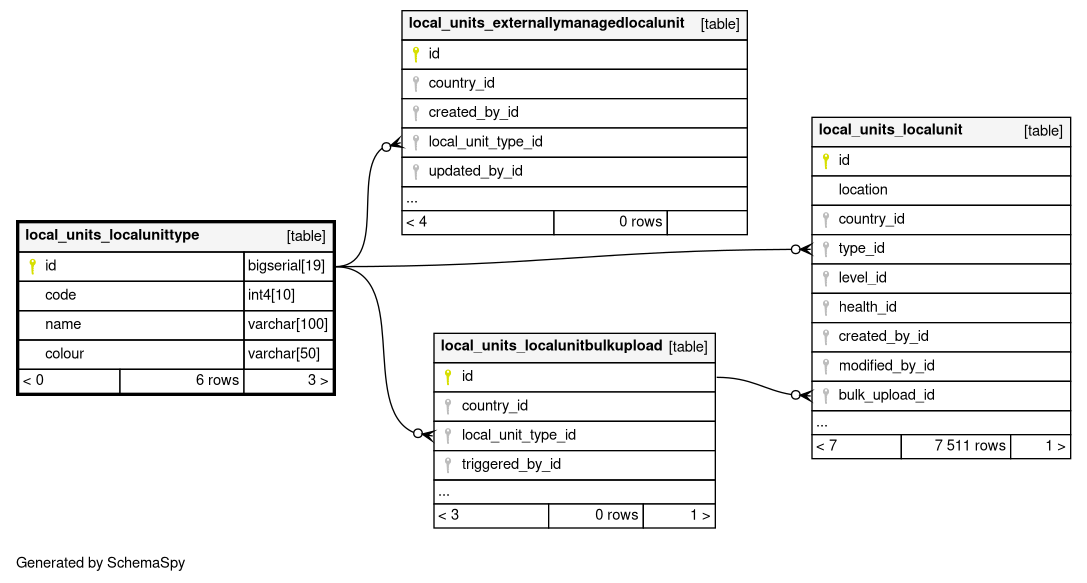 local_units_externallymanagedlocalunit [table]
id
country_id
created_by_id
local_unit_type_id
updated_by_id
...
< 4 0 rows
local_units_localunit [table]
id
location
country_id
type_id
level_id
health_id
created_by_id
modified_by_id
bulk_upload_id
...
< 7 7 511 rows 1 >
local_units_localunittype [table]
id bigserial[19]
code int4[10]
name varchar[100]
colour varchar[50]
< 0 6 rows 3 >
local_units_localunitbulkupload [table]
id
country_id
local_unit_type_id
triggered_by_id
...
< 3 0 rows 1 >
Generated by SchemaSpy